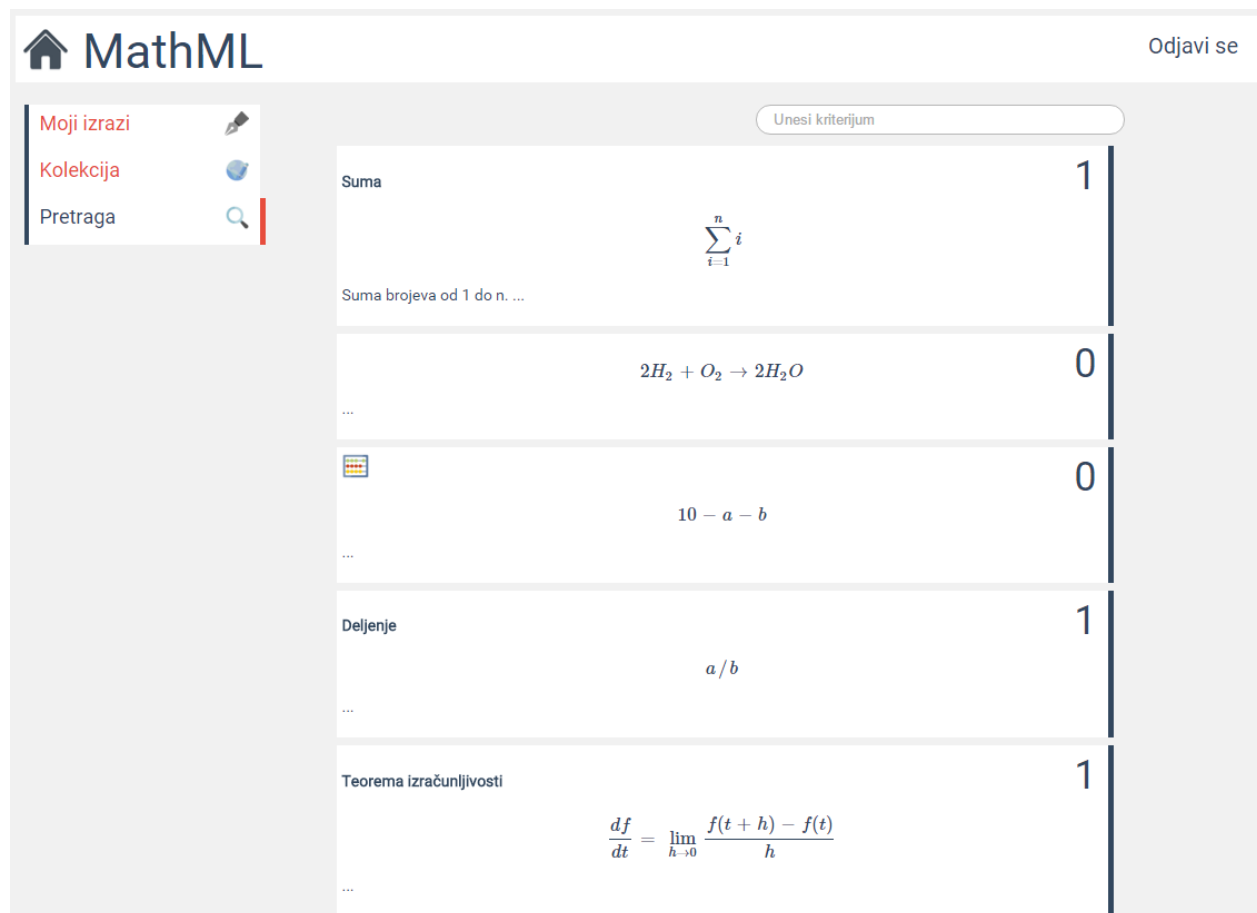 MathML
Odjavi se
Moji izrazi
Kolekcija
Pretraga
Unesi kriterijum
Suma
1
n
∑ i
i=1
Suma brojeva od 1 do n. ...
0
2H₂ + O₂ → 2H₂O
...
0
10 − a − b
...
Deljenje
1
a/b
...
Teorema izračunljivosti
1
df/dt = lim h→0 f(t + h) − f(t)/h
...